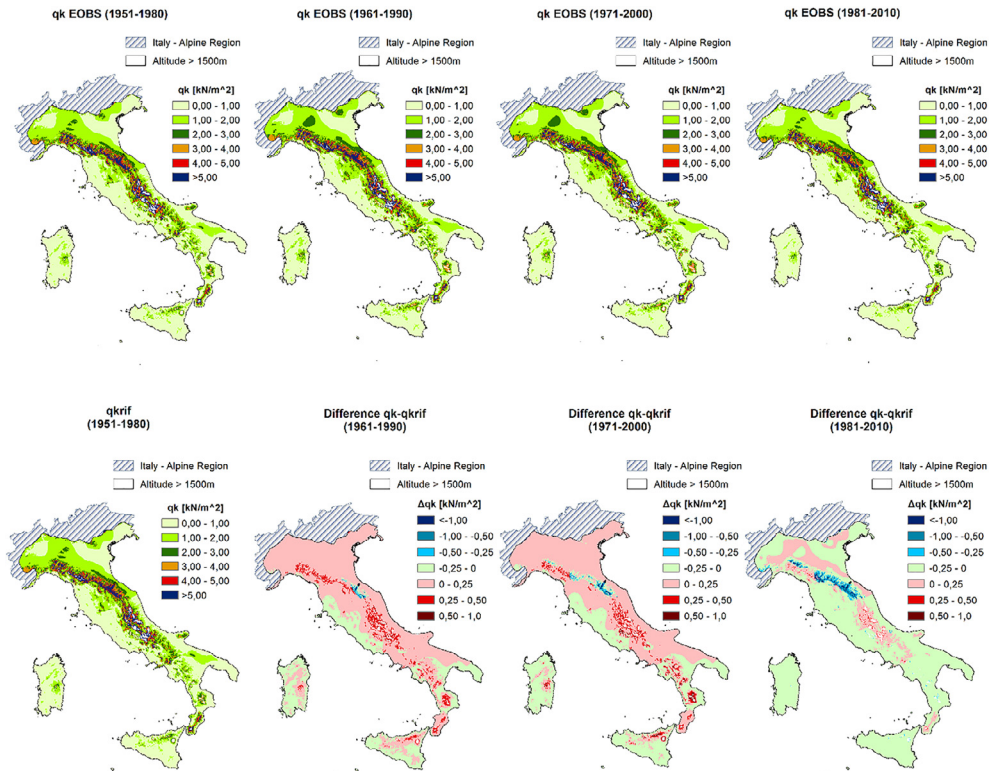 qk EOBS (1951-1980)
Italy - Alpine Region
Altitude > 1500m
qk [kN/m^2]
0,00 - 1,00
1,00 - 2,00
2,00 - 3,00
3,00 - 4,00
4,00 - 5,00
>5,00
qk EOBS (1961-1990)
Italy - Alpine Region
Altitude > 1500m
qk [kN/m^2]
0,00 - 1,00
1,00 - 2,00
2,00 - 3,00
3,00 - 4,00
4,00 - 5,00
>5,00
qk EOBS (1971-2000)
Italy - Alpine Region
Altitude > 1500m
qk [kN/m^2]
0,00 - 1,00
1,00 - 2,00
2,00 - 3,00
3,00 - 4,00
4,00 - 5,00
>5,00
qk EOBS (1981-2010)
Italy - Alpine Region
Altitude > 1500m
qk [kN/m^2]
0,00 - 1,00
1,00 - 2,00
2,00 - 3,00
3,00 - 4,00
4,00 - 5,00
>5,00
qkrif
(1951-1980)
Italy - Alpine Region
Altitude > 1500m
qk [kN/m^2]
0,00 - 1,00
1,00 - 2,00
2,00 - 3,00
3,00 - 4,00
4,00 - 5,00
>5,00
Difference qk-qkrif
(1961-1990)
Italy - Alpine Region
Altitude > 1500m
Δqk [kN/m^2]
<-1,00
-1,00 - -0,50
-0,50 - -0,25
-0,25 - 0
0 - 0,25
0,25 - 0,50
0,50 - 1,0
Difference qk-qkrif
(1971-2000)
Italy - Alpine Region
Altitude > 1500m
Δqk [kN/m^2]
<-1,00
-1,00 - -0,50
-0,50 - -0,25
-0,25 - 0
0 - 0,25
0,25 - 0,50
0,50 - 1,0
Difference qk-qkrif
(1981-2010)
Italy - Alpine Region
Altitude > 1500m
Δqk [kN/m^2]
<-1,00
-1,00 - -0,50
-0,50 - -0,25
-0,25 - 0
0 - 0,25
0,25 - 0,50
0,50 - 1,0